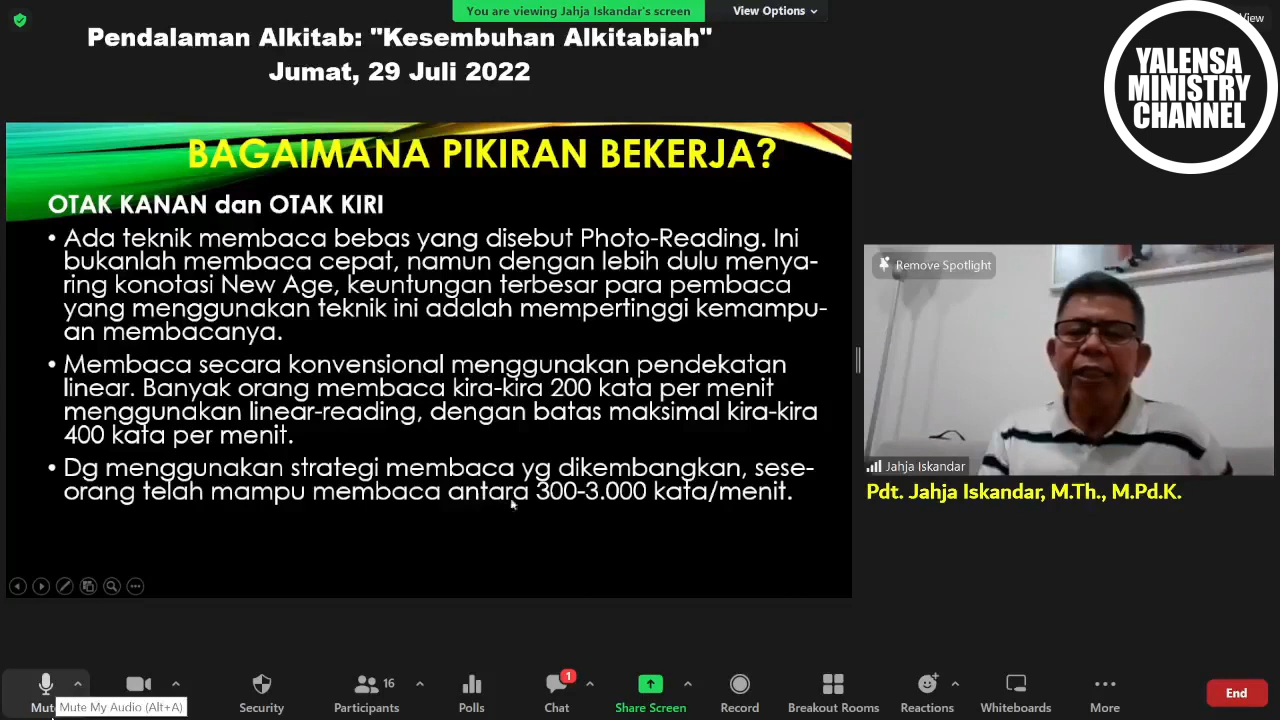 You are viewing Jahja Iskandar's screen
View Options
View
Pendalaman Alkitab: "Kesembuhan Alkitabiah"
Jumat, 29 Juli 2022
YALENSA
MINISTRY
CHANNEL
BAGAIMANA PIKIRAN BEKERJA?
OTAK KANAN dan OTAK KIRI
• Ada teknik membaca bebas yang disebut Photo-Reading. Ini
bukanlah membaca cepat, namun dengan lebih dulu menya-
ring konotasi New Age, keuntungan terbesar para pembaca
yang menggunakan teknik ini adalah mempertinggi kemampu-
an membacanya.
• Membaca secara konvensional menggunakan pendekatan
linear. Banyak orang membaca kira-kira 200 kata per menit
menggunakan linear-reading, dengan batas maksimal kira-kira
400 kata per menit.
• Dg menggunakan strategi membaca yg dikembangkan, sese-
orang telah mampu membaca antara 300-3.000 kata/menit.
Remove Spotlight
Jahja Iskandar
Pdt. Jahja Iskandar, M.Th., M.Pd.K.
Mute
Mute My Audio (Alt+A)
Security
16
Participants
Polls
1
Chat
Share Screen
Record
Breakout Rooms
Reactions
Whiteboards
More
End